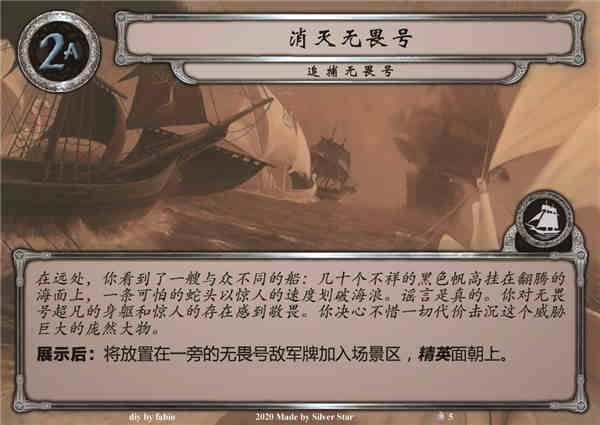 2A
消灭无畏号
追捕无畏号
在远处，你看到了一艘与众不同的船：几十个不祥的黑色帆高挂在翻腾的
海面上，一条可怕的蛇头以惊人的速度划破海浪。谣言是真的。你对无畏
号超凡的身躯和惊人的存在感到敬畏。你决心不惜一切代价击沉这个威胁
巨大的庞然大物。
展示后：将放置在一旁的无畏号敌军牌加入场景区，精英面朝上。
diy by fabio 2020 Made by Silver Star 5